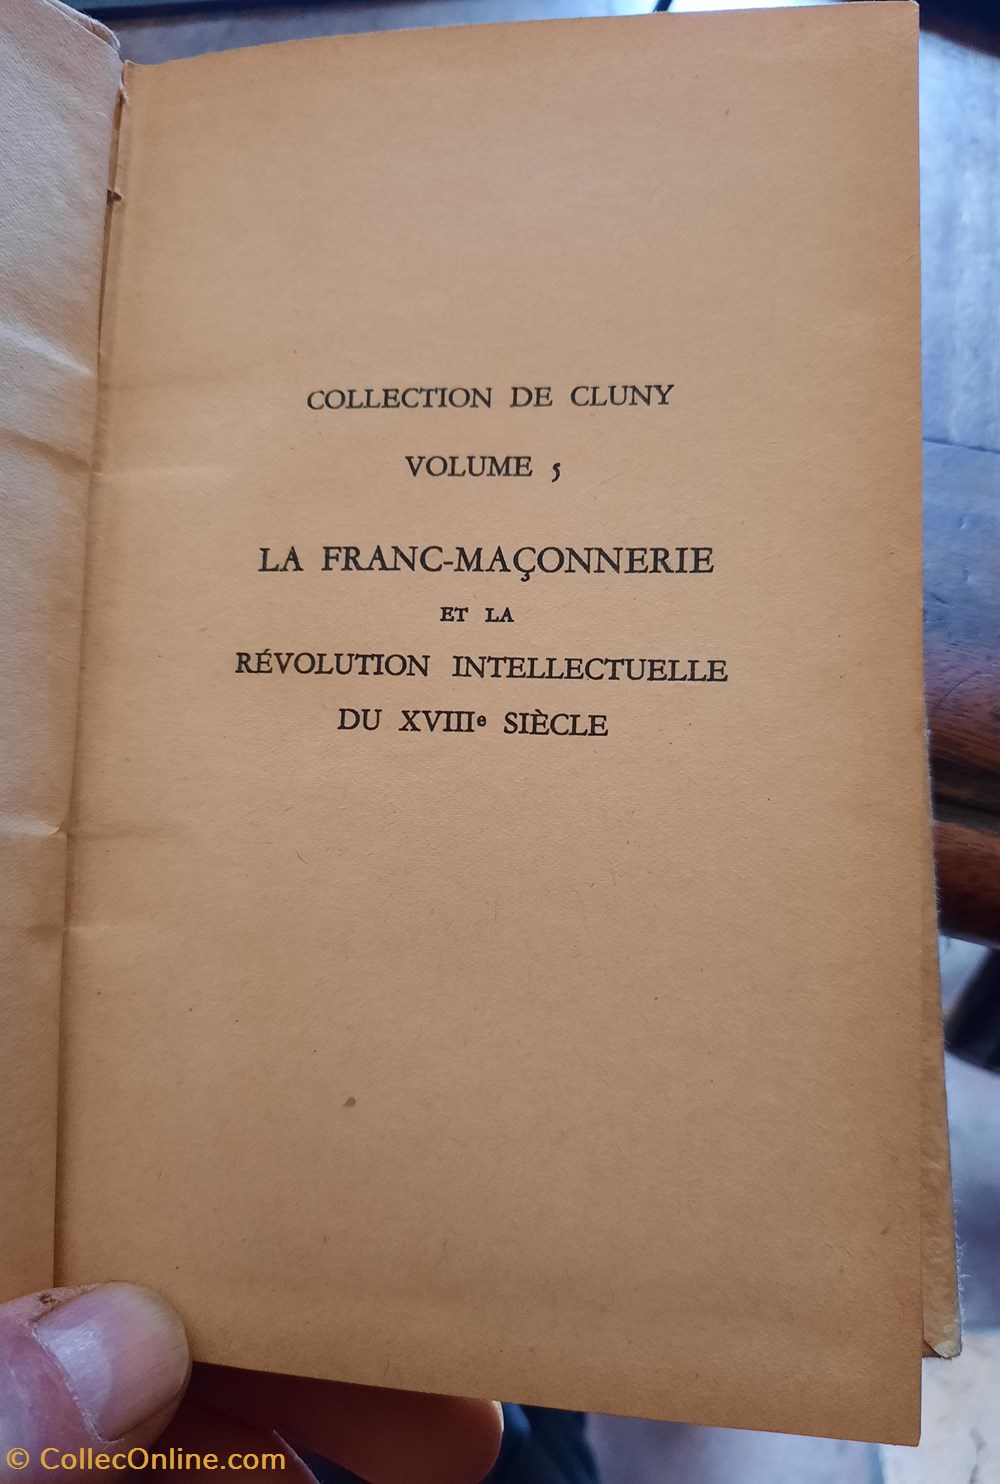 COLLECTION DE CLUNY
VOLUME 5
LA FRANC-MAÇONNERIE
ET LA
RÉVOLUTION INTELLECTUELLE
DU XVIIIe SIÈCLE
© CollecOnline.com